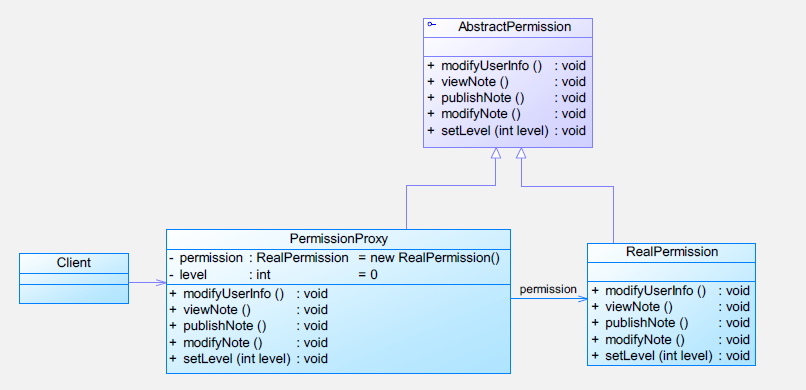 AbstractPermission
+ modifyUserInfo () : void
+ viewNote () : void
+ publishNote () : void
+ modifyNote () : void
+ setLevel (int level) : void
Client
PermissionProxy
- permission : RealPermission = new RealPermission()
- level : int = 0
+ modifyUserInfo () : void
+ viewNote () : void
+ publishNote () : void
+ modifyNote () : void
+ setLevel (int level) : void
permission
RealPermission
+ modifyUserInfo () : void
+ viewNote () : void
+ publishNote () : void
+ modifyNote () : void
+ setLevel (int level) : void